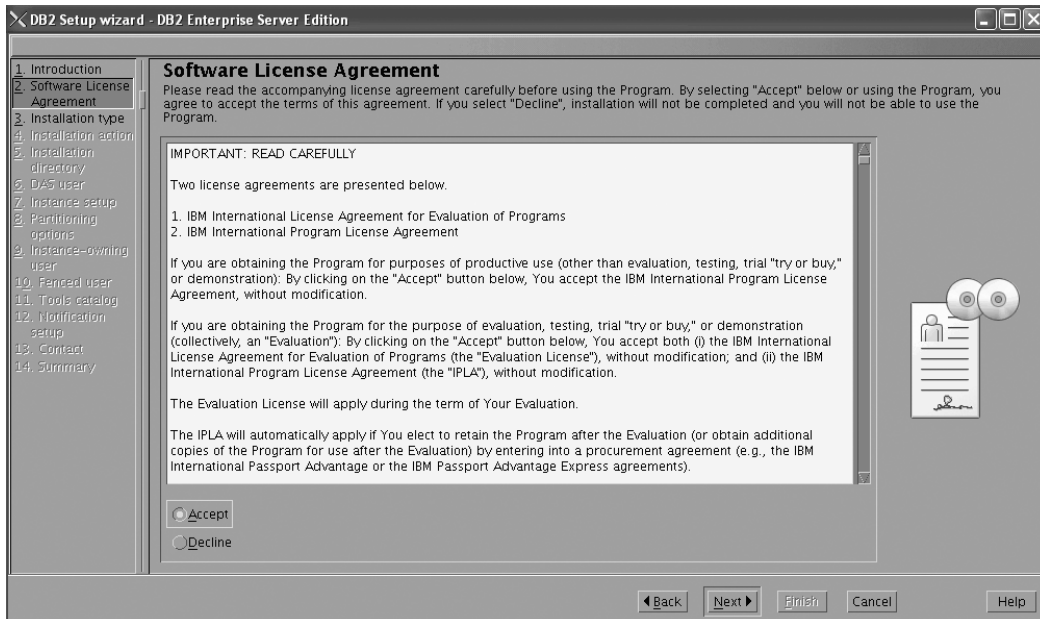 DB2 Setup wizard - DB2 Enterprise Server Edition
1. Introduction
2. Software License
Agreement
3. Installation type
4. Installation action
5. Installation
directory
6. DAS user
7. Instance setup
8. Partitioning
options
9. Instance-owning
user
10. Fenced user
11. Tools catalog
12. Notification
setup
13. Contact
14. Summary
Software License Agreement
Please read the accompanying license agreement carefully before using the Program. By selecting "Accept" below or using the Program, you
agree to accept the terms of this agreement. If you select "Decline", installation will not be completed and you will not be able to use the
Program.
IMPORTANT: READ CAREFULLY
Two license agreements are presented below.
1. IBM International License Agreement for Evaluation of Programs
2. IBM International Program License Agreement
If you are obtaining the Program for purposes of productive use (other than evaluation, testing, trial "try or buy,"
or demonstration): By clicking on the "Accept" button below, You accept the IBM International Program License
Agreement, without modification.
If you are obtaining the Program for the purpose of evaluation, testing, trial "try or buy," or demonstration
(collectively, an "Evaluation"): By clicking on the "Accept" button below, You accept both (i) the IBM International
License Agreement for Evaluation of Programs (the "Evaluation License"), without modification; and (ii) the IBM
International Program License Agreement (the "IPLA"), without modification.
The Evaluation License will apply during the term of Your Evaluation.
The IPLA will automatically apply if You elect to retain the Program after the Evaluation (or obtain additional
copies of the Program for use after the Evaluation) by entering into a procurement agreement (e.g., the IBM
International Passport Advantage or the IBM Passport Advantage Express agreements).
Accept
Decline
Back Next Finish Cancel Help